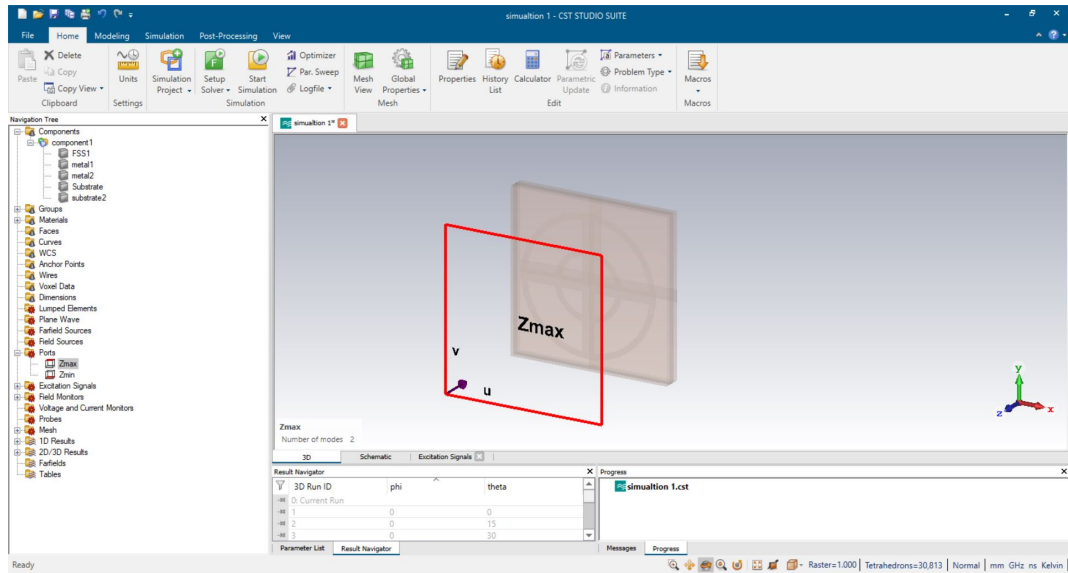 simualtion 1 - CST STUDIO SUITE
File Home Modeling Simulation Post-Processing View
Paste
Delete
Copy
Copy View
Clipboard
Units
Settings
Simulation Project
Setup Solver
Start Simulation
Optimizer
Par. Sweep
Logfile
Simulation
Mesh View
Global Properties
Mesh
Properties
History List
Calculator
Parametric Update
Parameters
Problem Type
Information
Edit
Macros
Macros
Navigation Tree
Components
component1
FSS1
metal1
metal2
Substrate
substrate2
Groups
Materials
Faces
Curves
WCS
Anchor Points
Wires
Voxel Data
Dimensions
Lumped Elements
Plane Wave
Farfield Sources
Field Sources
Ports
Zmax
Zmin
Excitation Signals
Field Monitors
Voltage and Current Monitors
Probes
Mesh
1D Results
2D/3D Results
Farfields
Tables
simualtion 1*
Zmax
v
u
y
x
z
Zmax
Number of modes 2
3D Schematic Excitation Signals
Result Navigator
3D Run ID phi theta
0: Current Run
1 0 0
2 0 15
3 0 30
Parameter List Result Navigator
Progress
simualtion 1.cst
Messages Progress
Ready
Raster=1.000 Tetrahedrons=30,813 Normal mm GHz ns Kelvin